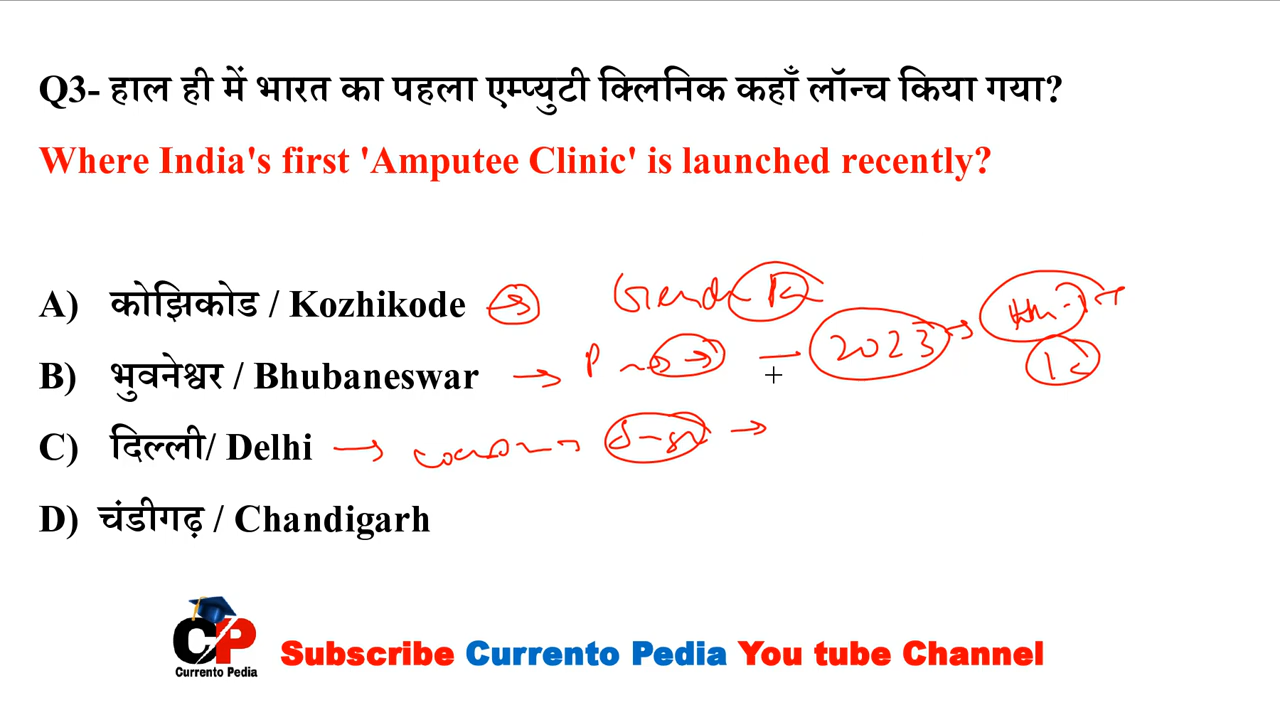 Q3- हाल ही में भारत का पहला एम्प्युटी क्लिनिक कहाँ लॉन्च किया गया?
Where India's first 'Amputee Clinic' is launched recently?
A) कोझिकोड / Kozhikode
B) भुवनेश्वर / Bhubaneswar
2023
C) दिल्ली/ Delhi
D) चंडीगढ़ / Chandigarh
CP
Currento Pedia
Subscribe Currento Pedia You tube Channel